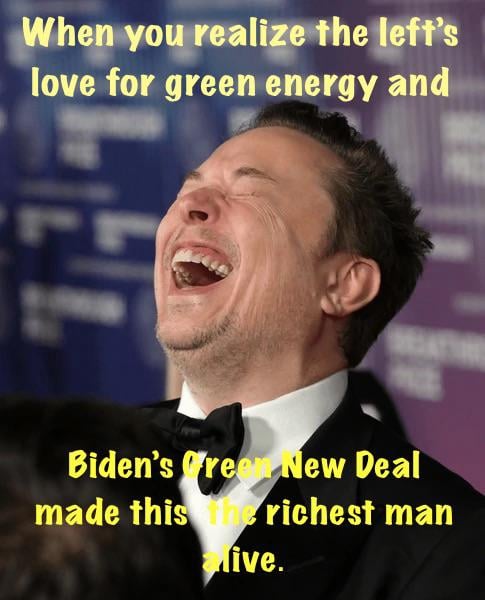 When you realize the left's
love for green energy and
Biden's Green New Deal
made this the richest man
alive.